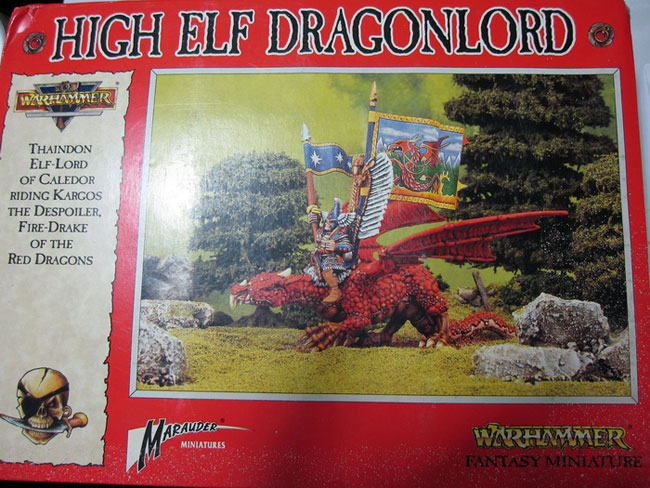 HIGH ELF DRAGONLORD
WARHAMMER
THAINDON
ELF-LORD
OF CALEDOR
RIDING KARGOS
THE DESPOILER,
FIRE-DRAKE
OF THE
RED DRAGONS
MARAUDER
MINIATURES
WARHAMMER
FANTASY MINIATURE